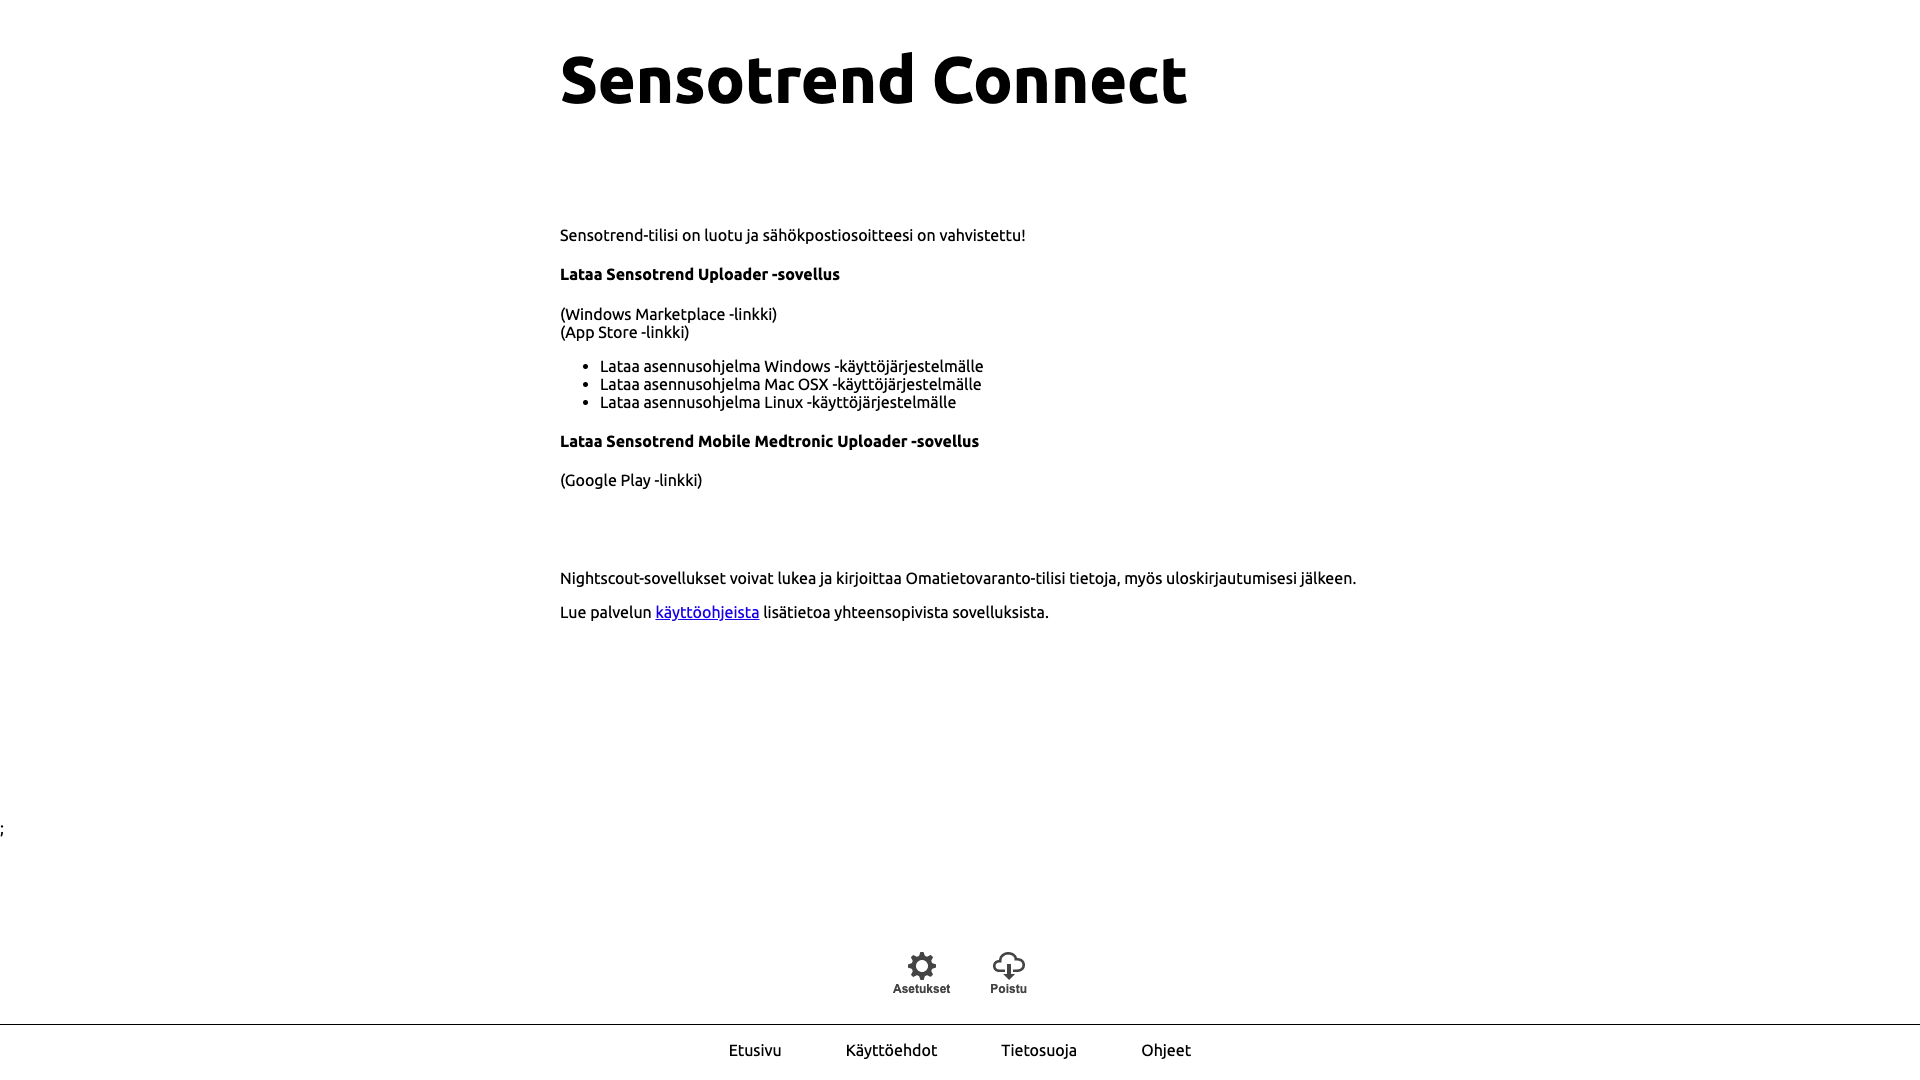 Sensotrend Connect
Sensotrend-tilisi on luotu ja sähökpostiosoitteesi on vahvistettu!
Lataa Sensotrend Uploader -sovellus
(Windows Marketplace -linkki)
(App Store -linkki)
• Lataa asennusohjelma Windows -käyttöjärjestelmälle
• Lataa asennusohjelma Mac OSX -käyttöjärjestelmälle
• Lataa asennusohjelma Linux -käyttöjärjestelmälle
Lataa Sensotrend Mobile Medtronic Uploader -sovellus
(Google Play -linkki)
Nightscout-sovellukset voivat lukea ja kirjoittaa Omatietovaranto-tilisi tietoja, myös uloskirjautumisesi jälkeen.
Lue palvelun käyttöohjeista lisätietoa yhteensopivista sovelluksista.
;
Asetukset Poistu
Etusivu Käyttöehdot Tietosuoja Ohjeet